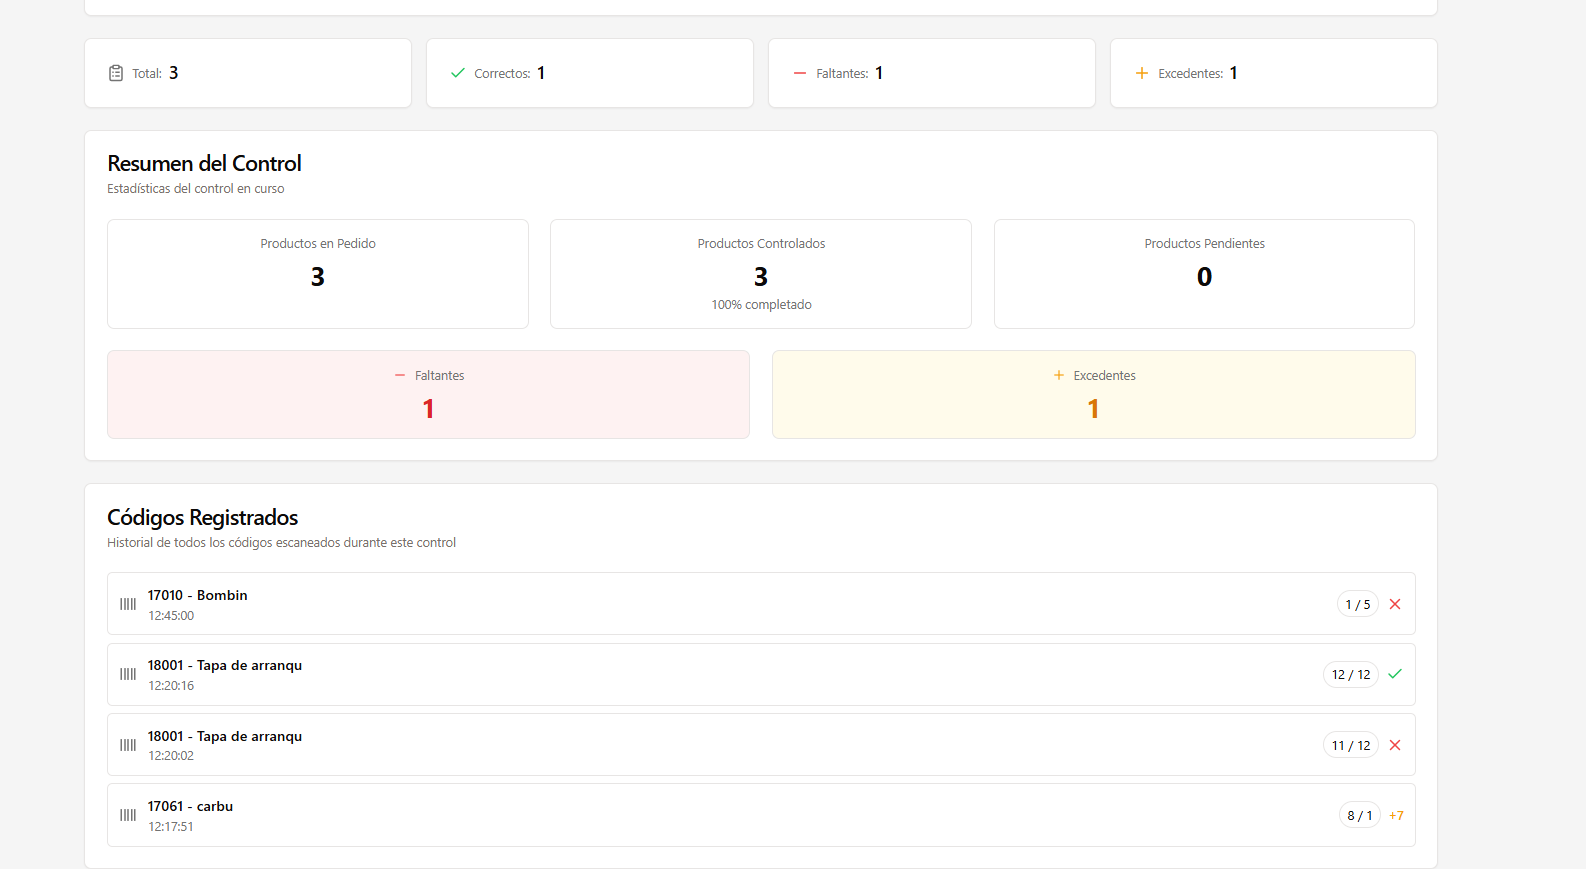 Total: 3
Correctos: 1
Faltantes: 1
Excedentes: 1
Resumen del Control
Estadísticas del control en curso
Productos en Pedido
3
Productos Controlados
3
100% completado
Productos Pendientes
0
Faltantes
1
Excedentes
1
Códigos Registrados
Historial de todos los códigos escaneados durante este control
17010 - Bombin
12:45:00
1 / 5
18001 - Tapa de arranqu
12:20:16
12 / 12
18001 - Tapa de arranqu
12:20:02
11 / 12
17061 - carbu
12:17:51
8 / 1 +7